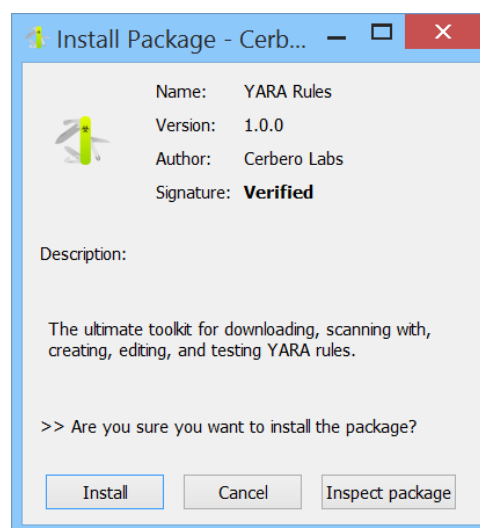 Install Package - Cerb...
Name: YARA Rules
Version: 1.0.0
Author: Cerbero Labs
Signature: Verified
Description:
The ultimate toolkit for downloading, scanning with,
creating, editing, and testing YARA rules.
>> Are you sure you want to install the package?
Install Cancel Inspect package